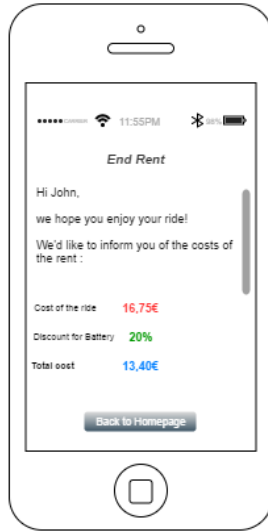 CARRIER 11:55PM 98%
End Rent
Hi John,
we hope you enjoy your ride!
We'd like to inform you of the costs of
the rent :
Cost of the ride 16,75€
Discount for Battery 20%
Total cost 13,40€
Back to Homepage